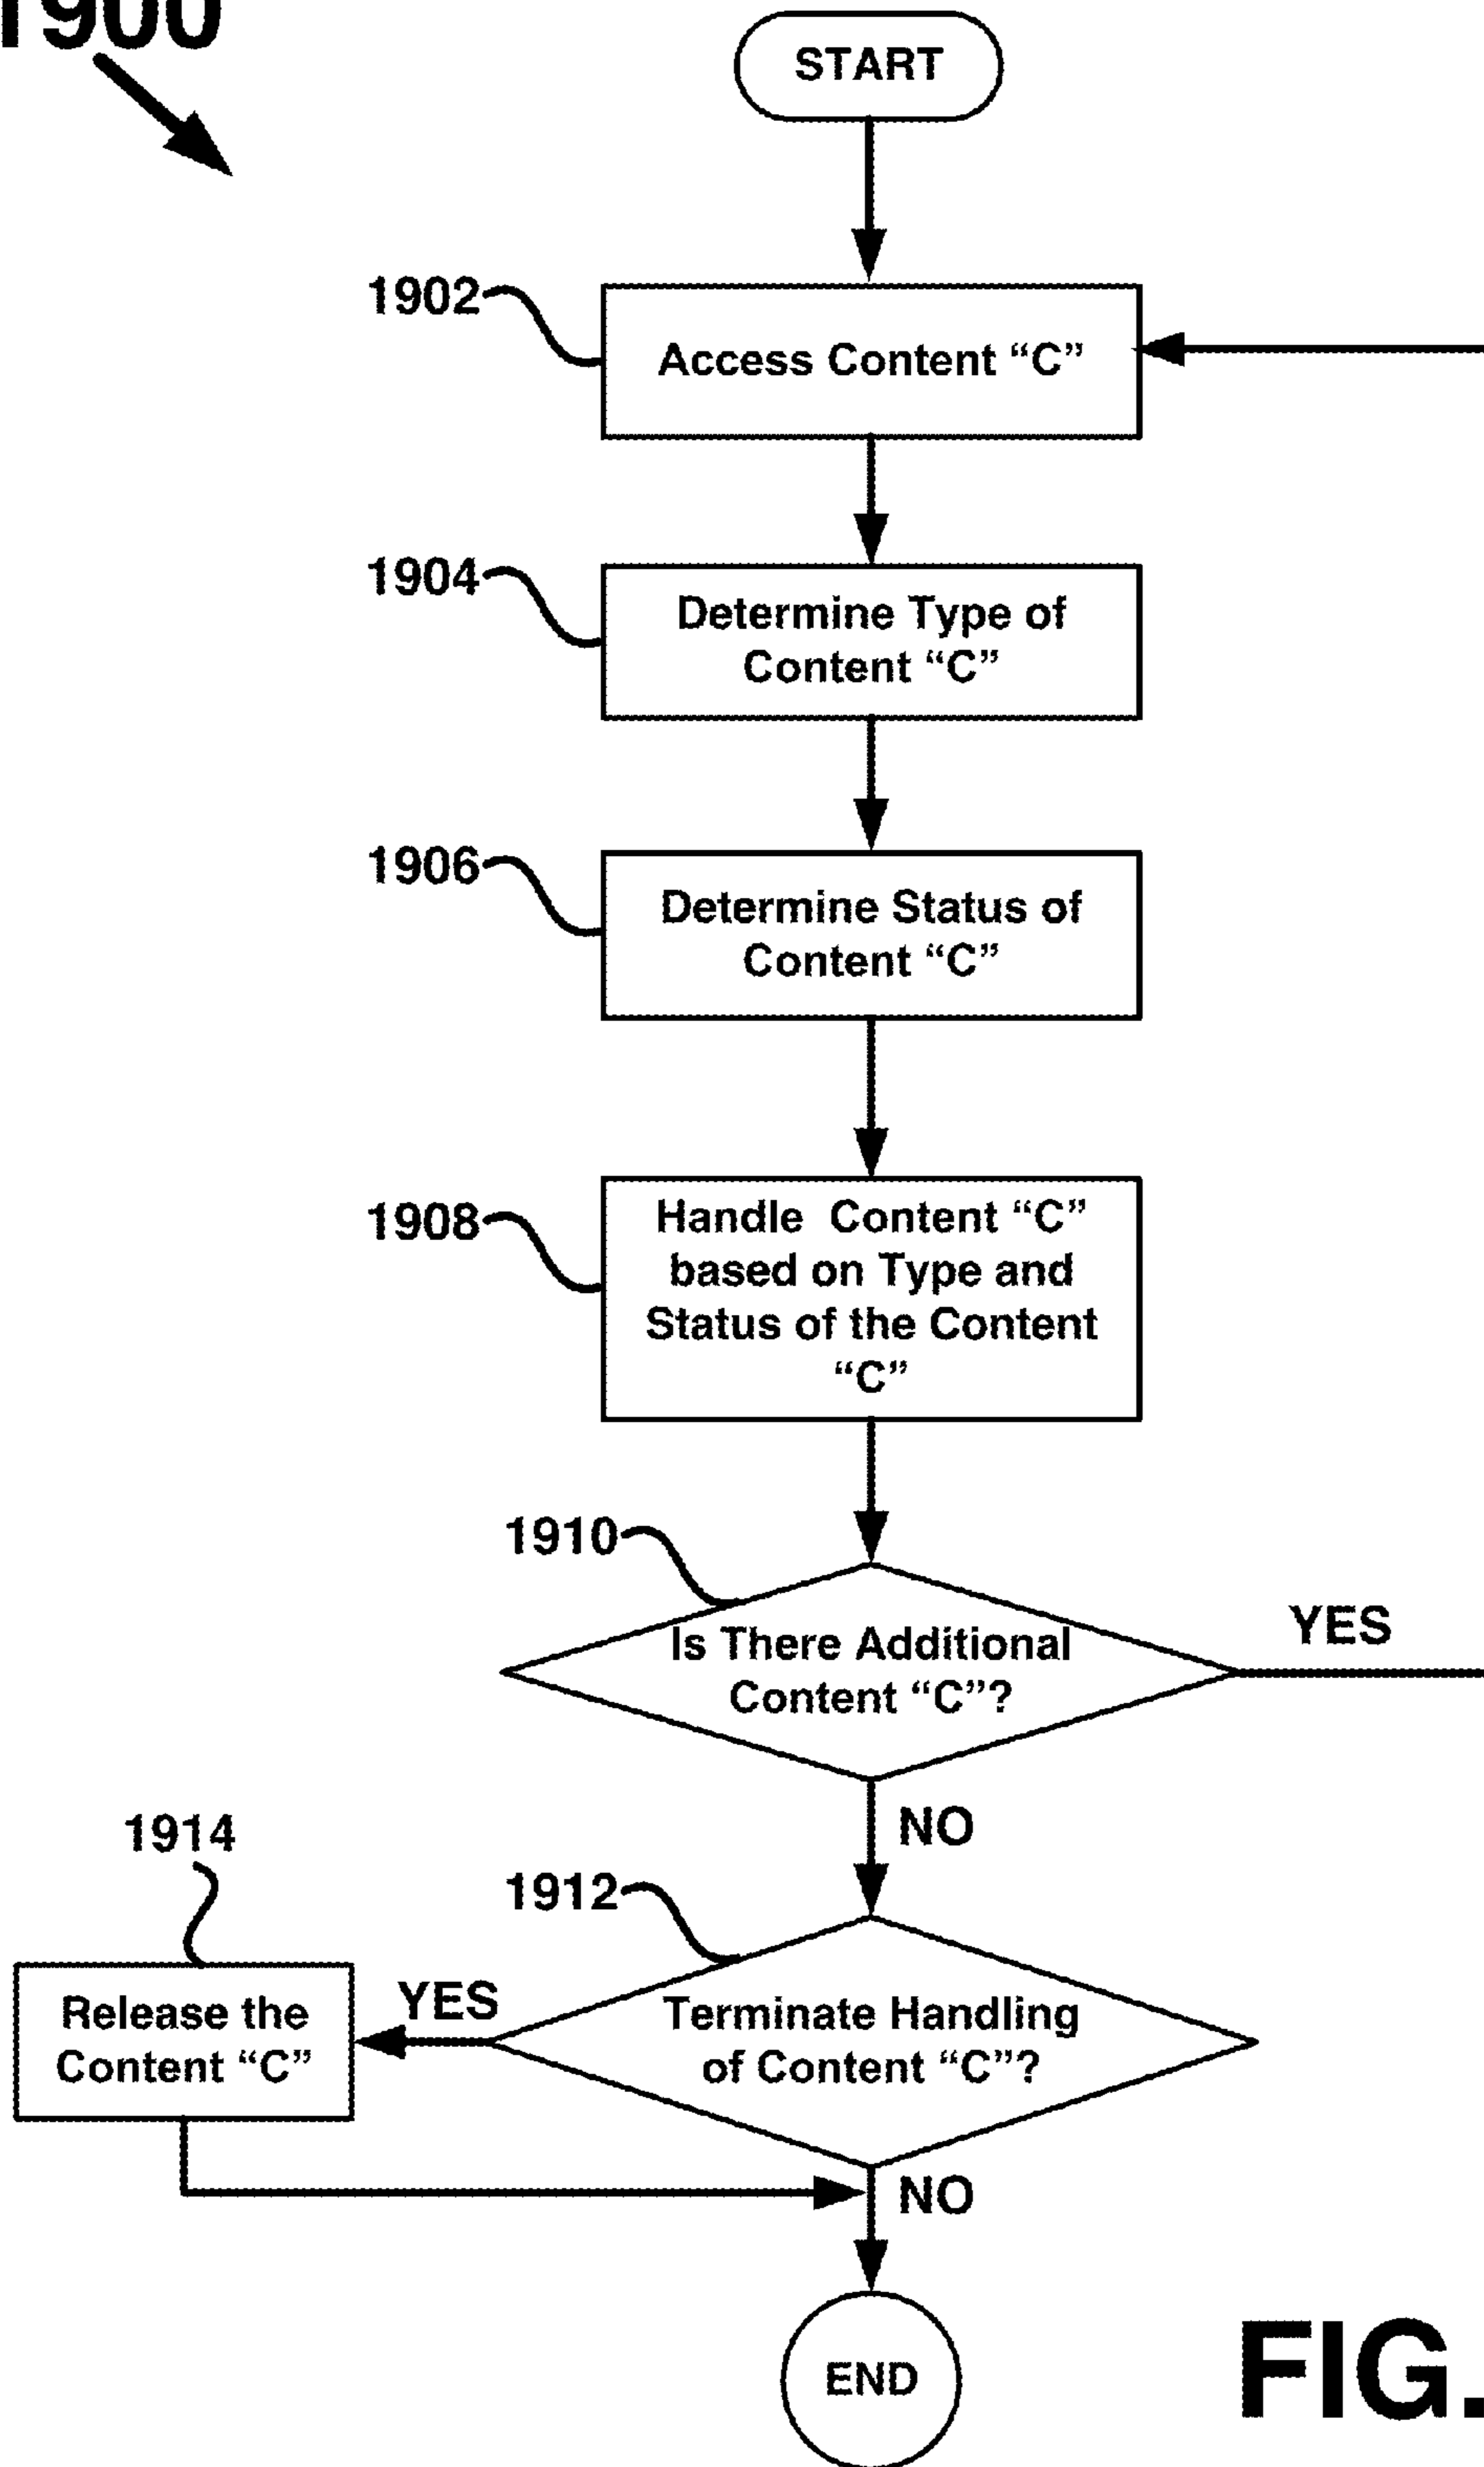 1900
START
1902
Access Content “C”
1904
Determine Type of
Content “C”
1906
Determine Status of
Content “C”
1908
Handle Content “C”
based on Type and
Status of the Content
“C”
1910
Is There Additional
Content “C”?
YES
NO
1914
1912
Release the
Content “C”
YES
Terminate Handling
of Content “C”?
NO
END
FIG.